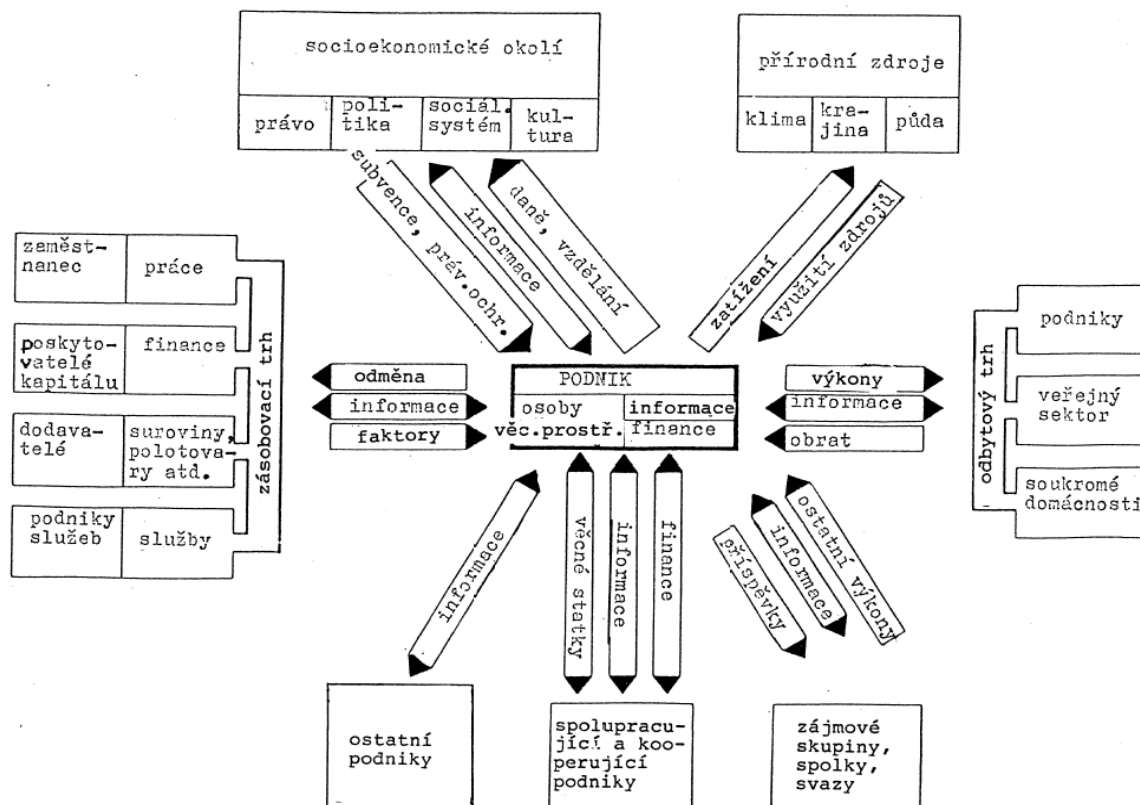 socioekonomické okolí
právo
poli-
tika
sociál.
systém
kul-
tura
přírodní zdroje
klima
kra-
jina
půda
subvence, práv.ochr.
informace
daně, vzdělání
zatížení
využití zdrojů
zaměst-
nanec
práce
poskyto-
vatelé
kapitálu
finance
dodava-
telé
suroviny,
polotova-
ry atd.
podniky
služeb
služby
zásobovací trh
odměna
informace
faktory
PODNIK
osoby
informace
věc.prostř.
finance
výkony
informace
obrat
odbytový trh
podniky
veřejný
sektor
soukromé
domácnosti
informace
věcné statky
informace
finance
příspěvky
informace
ostatní výkony
ostatní
podniky
spolupracu-
jící a koo-
perující
podniky
zájmové
skupiny,
spolky,
svazy